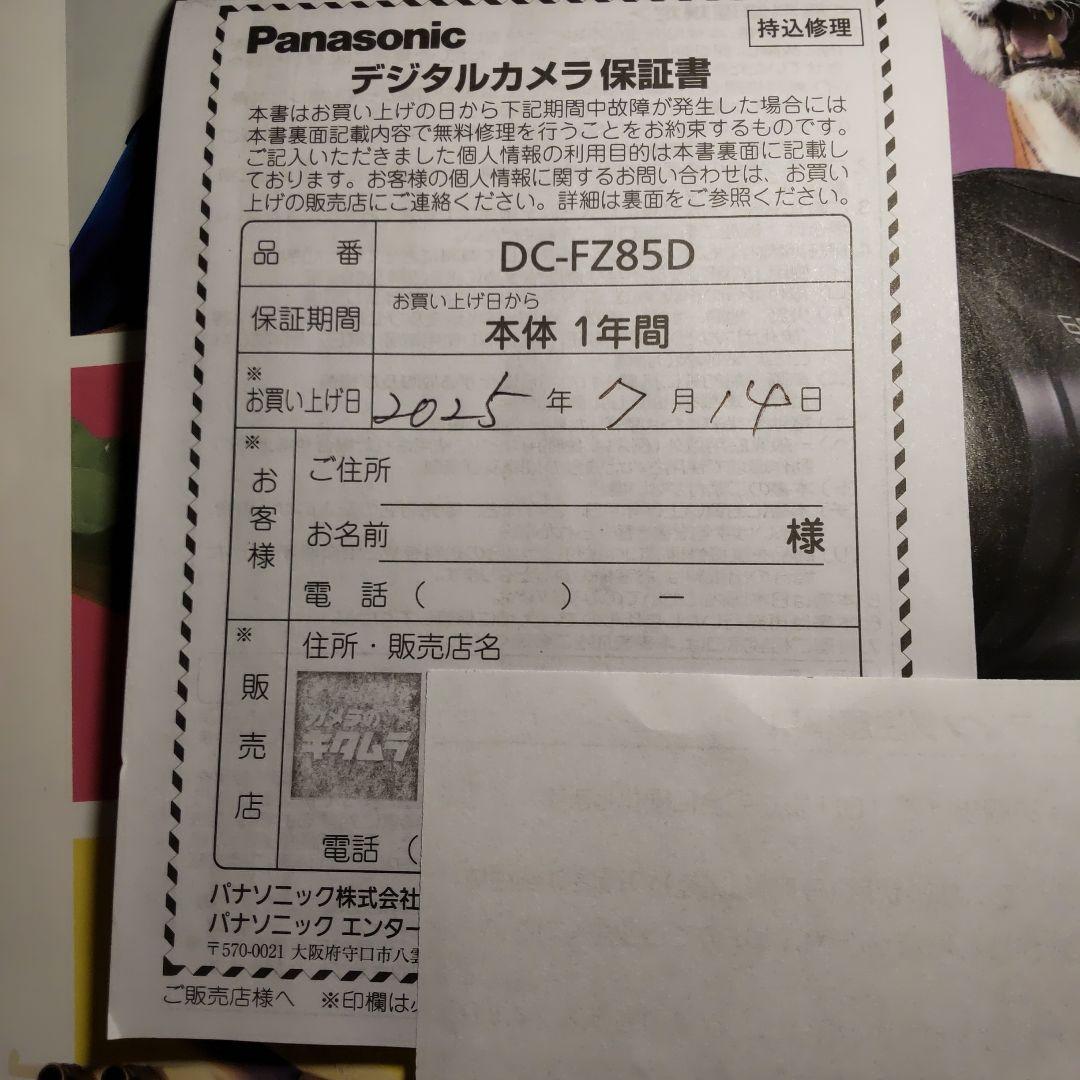 Panasonic
持込修理
デジタルカメラ 保証書
本書はお買い上げの日から下記期間中故障が発生した場合には
本書裏面記載内容で無料修理を行うことをお約束するものです。
ご記入いただきました個人情報の利用目的は本書裏面に記載し
ております。お客様の個人情報に関するお問い合わせは、お買い
上げの販売店にご連絡ください。詳細は裏面をご参照ください。
品 番
DC-FZ85D
保証期間
お買い上げ日から
本体 1年間
※
お買い上げ日
2025 年 7 月 14 日
※
お客様
ご住所
お名前
様
電 話 ( ) －
※
販売店
住所・販売店名
カメラの
キタムラ
電話 (
パナソニック株式会社
パナソニック エンター
〒570-0021 大阪府守口市八雲
ご販売店様へ ※印欄は